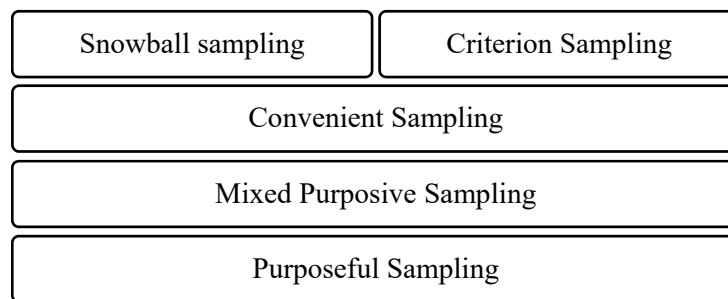 Snowball sampling
Criterion Sampling
Convenient Sampling
Mixed Purposive Sampling
Purposeful Sampling